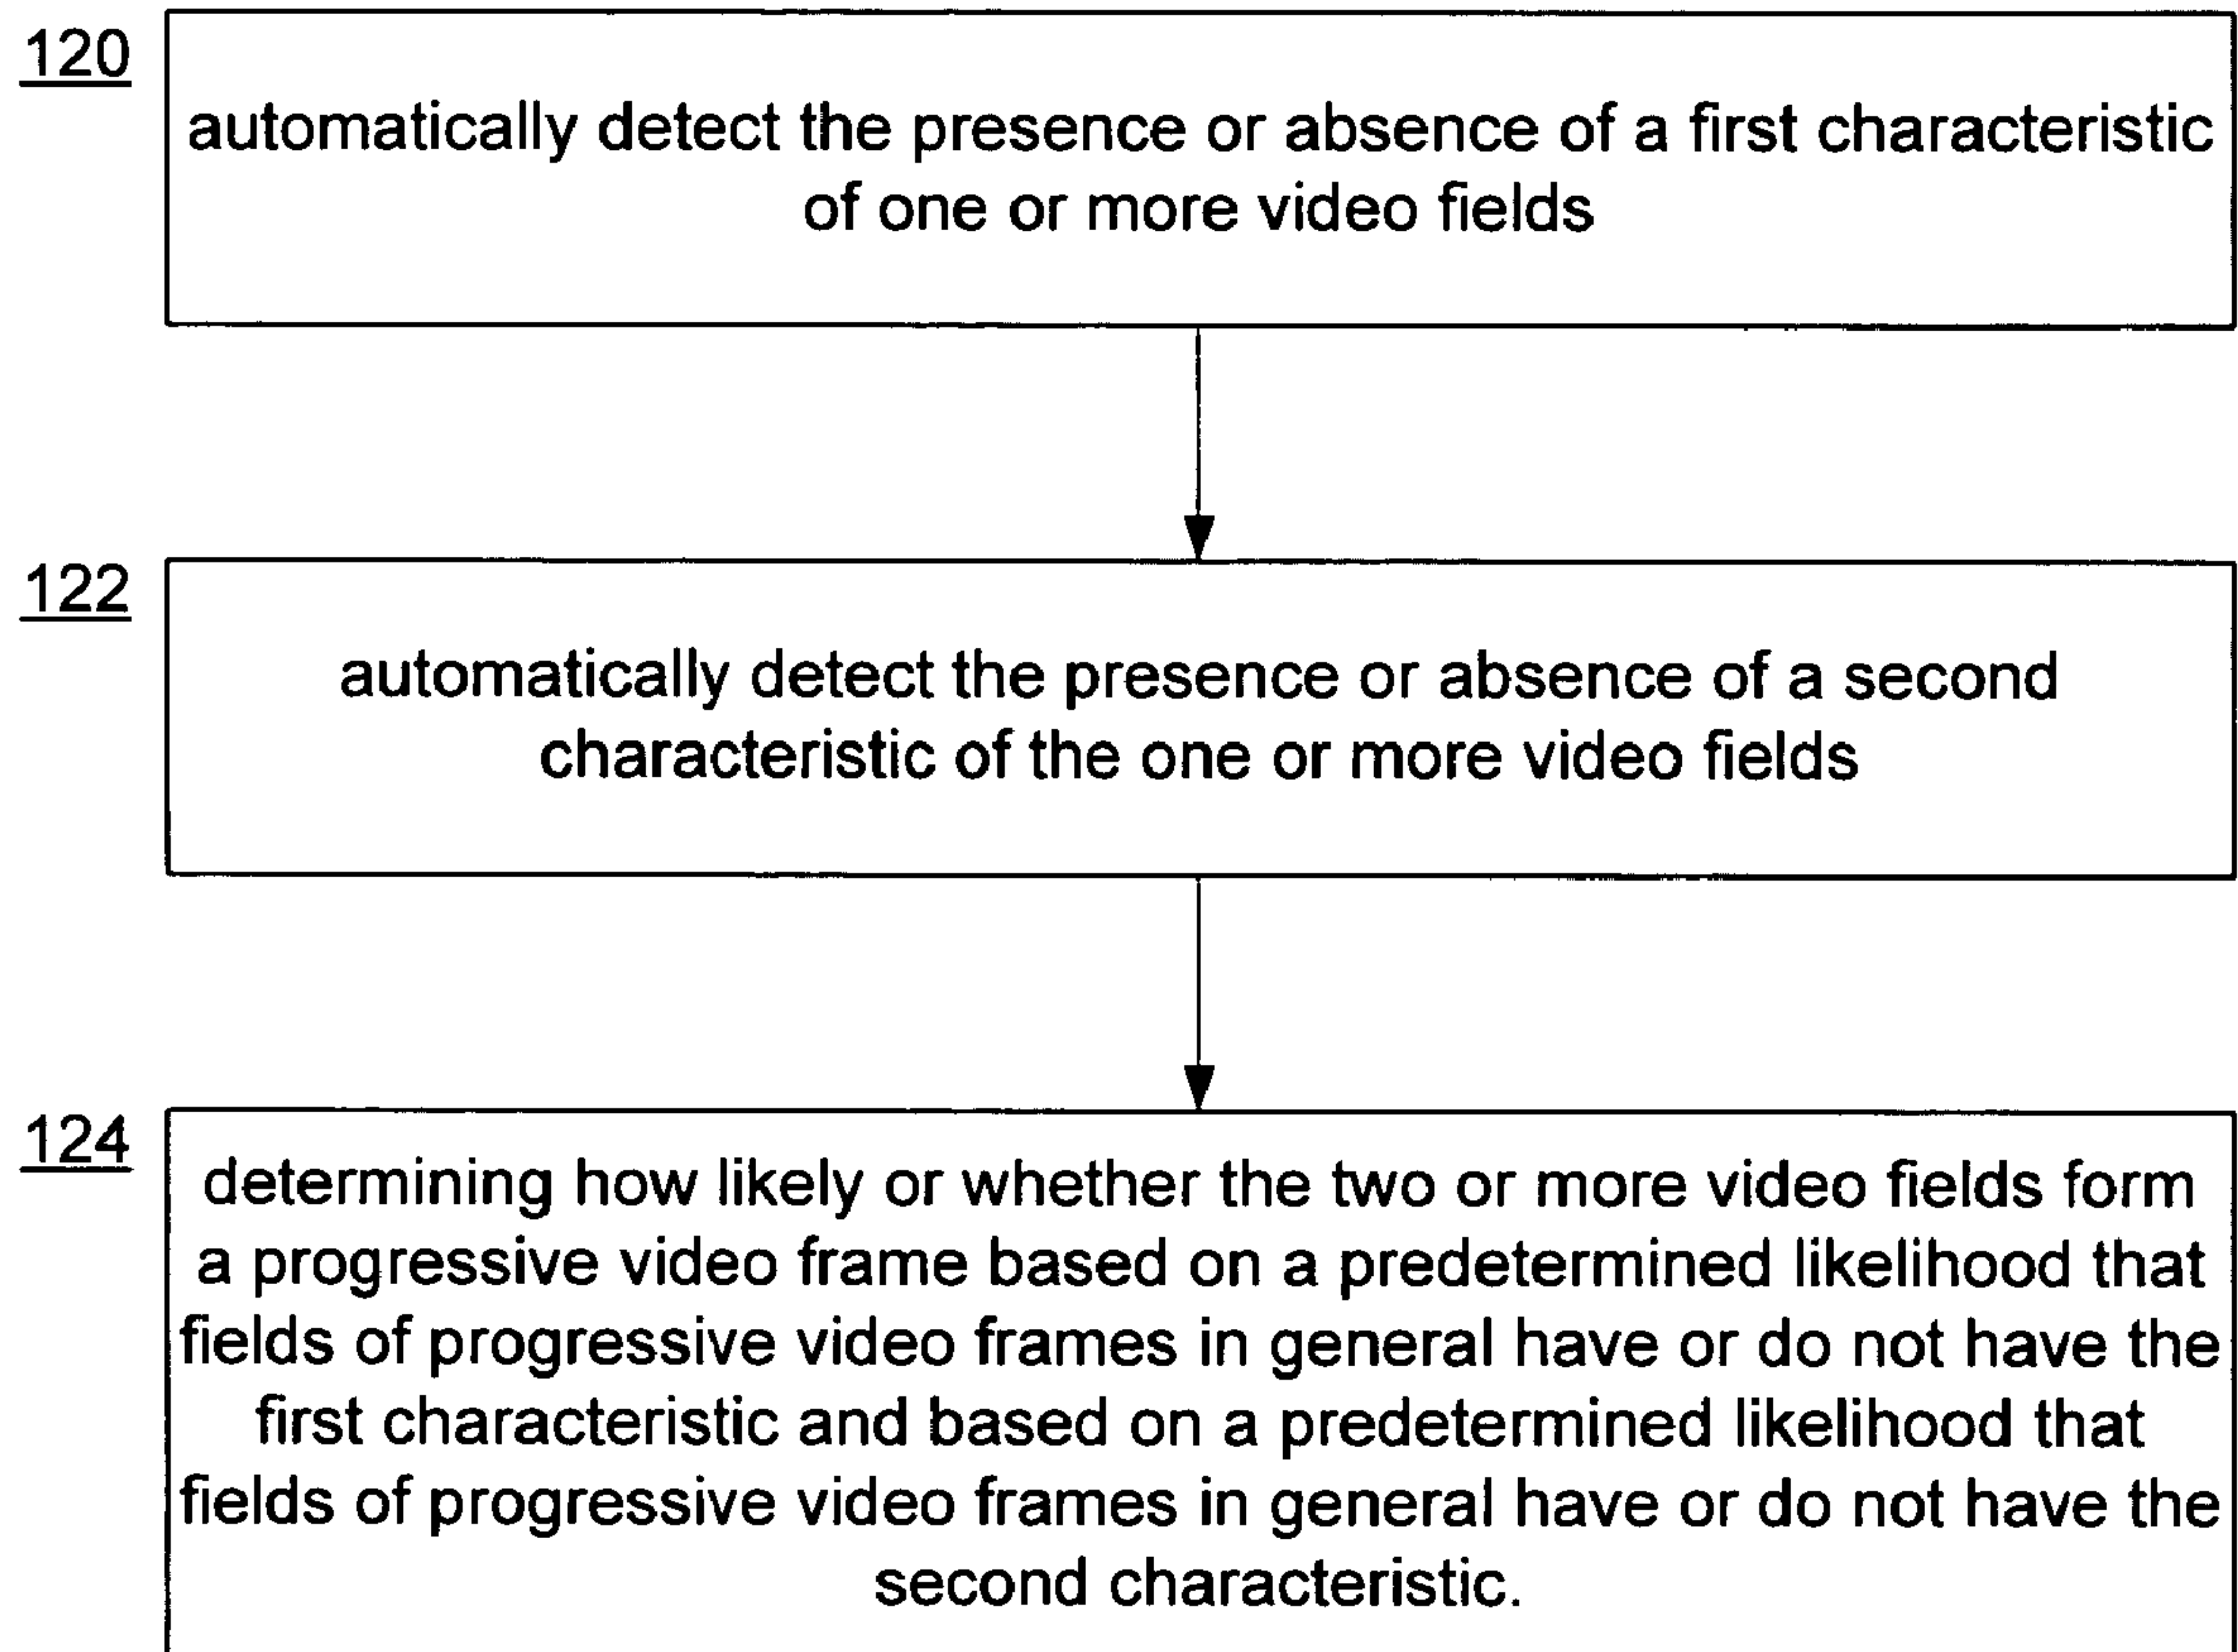 120
automatically detect the presence or absence of a first characteristic
of one or more video fields
122
automatically detect the presence or absence of a second
characteristic of the one or more video fields
124
determining how likely or whether the two or more video fields form
a progressive video frame based on a predetermined likelihood that
fields of progressive video frames in general have or do not have the
first characteristic and based on a predetermined likelihood that
fields of progressive video frames in general have or do not have the
second characteristic.